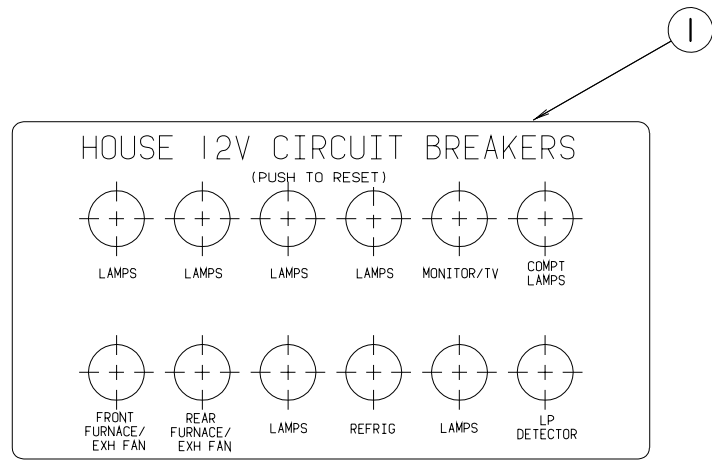 1
HOUSE 12V CIRCUIT BREAKERS
(PUSH TO RESET)
LAMPS LAMPS LAMPS LAMPS MONITOR/TV COMPT
LAMPS
FRONT
FURNACE/
EXH FAN
REAR
FURNACE/
EXH FAN
LAMPS
REFRIG
LAMPS
LP
DETECTOR